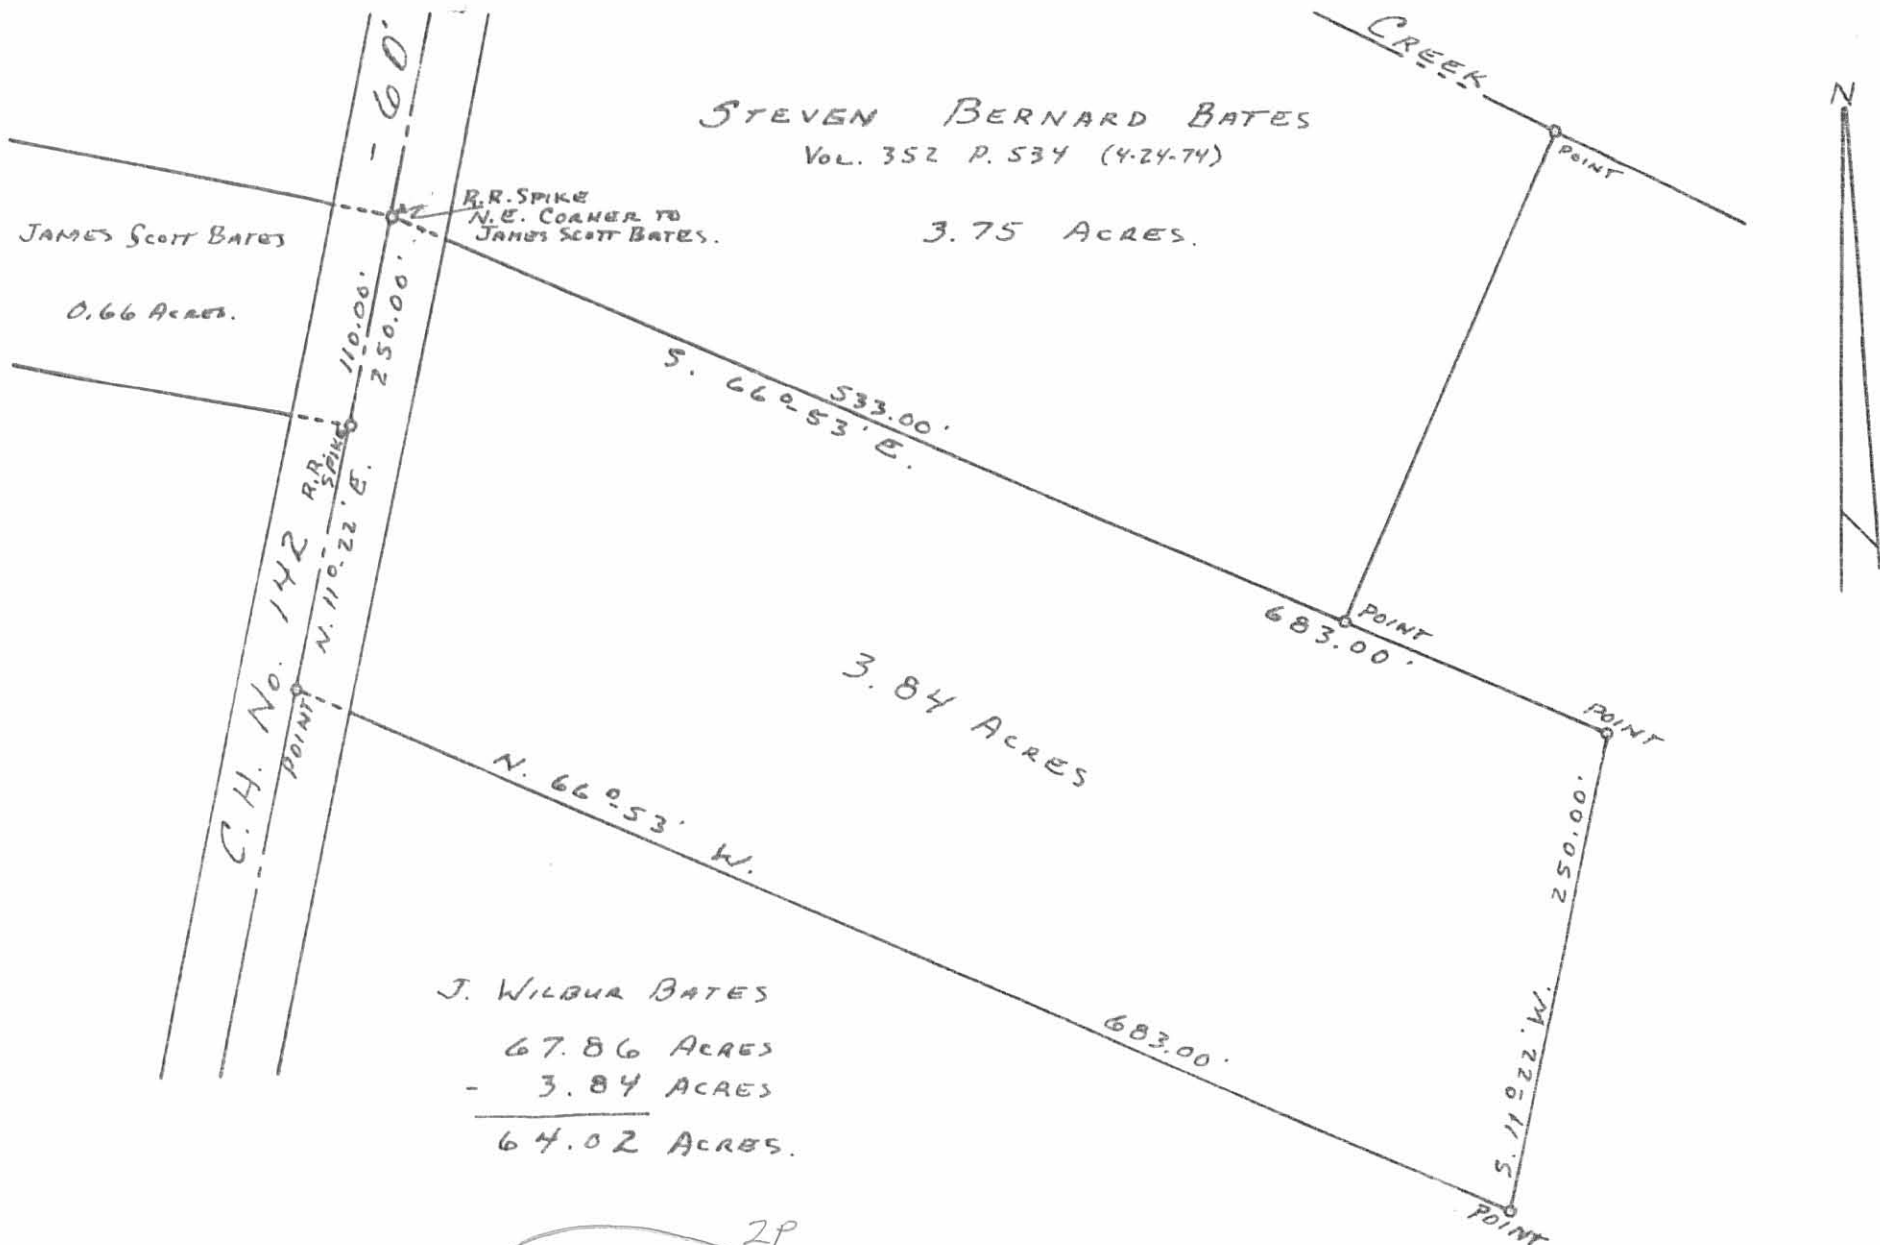 CREEK
N
- 60'
STEVEN BERNARD BATES
VOL. 352 P. 534 (4-24-74)
POINT
3.75 ACRES.
R.R. SPIKE
N.E. CORNER TO
JAMES SCOTT BATES.
JAMES SCOTT BATES
0.66 ACRES.
110.00'
250.00'
S. 66°-53' E.
533.00'
R.R.
SPIKE
N. 11°-22' E.
C. H. No. 142
POINT
POINT
683.00'
POINT
3.84 ACRES
N. 66°-53' W.
683.00'
250.00'
S. 11°22' W.
POINT
J. WILBUR BATES
67.86 ACRES
- 3.84 ACRES
64.02 ACRES.
2P